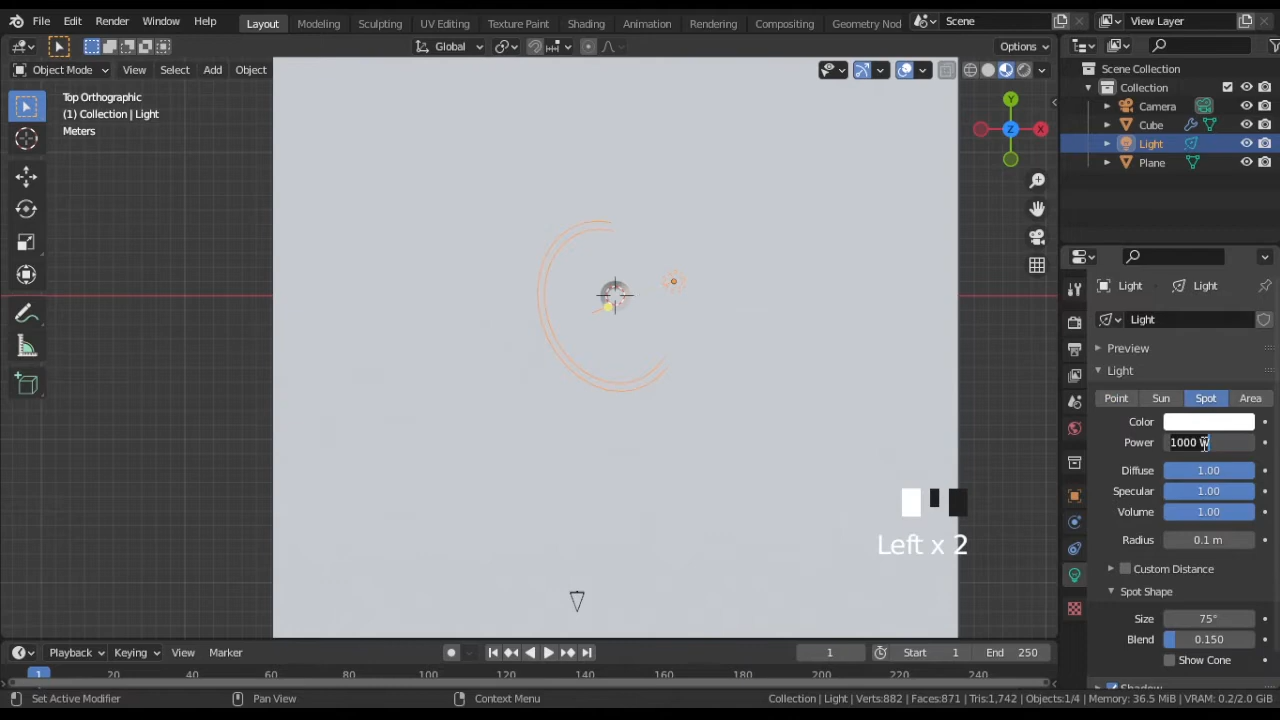 File Edit Render Window Help Layout Modeling Sculpting UV Editing Texture Paint Shading Animation Rendering Compositing Geometry Nod Scene View Layer
Global Options
Object Mode View Select Add Object
Top Orthographic
(1) Collection | Light
Meters
Y
Z X
Scene Collection
Collection
Camera
Cube
Light
Plane
Light Light
Light
Preview
Light
Point Sun Spot Area
Color
Power 1000 W
Diffuse 1.00
Specular 1.00
Volume 1.00
Radius 0.1 m
Custom Distance
Spot Shape
Size 75°
Blend 0.150
Show Cone
Left x 2
Playback Keying View Marker 1 Start 1 End 250
1 20 40 60 80 100 120 140 160 180 200 220 240
Set Active Modifier Pan View Context Menu Collection | Light | Verts:882 | Faces:871 | Tris:1,742 | Objects:1/4 | Memory: 36.5 MiB | VRAM: 0.2/2.0 GiB